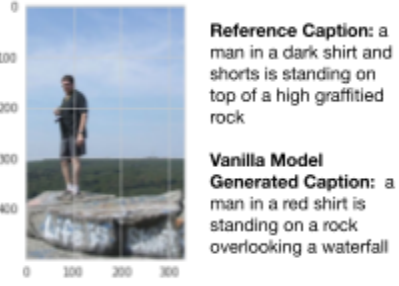 0
100
200
300
400
0 100 200 300
Reference Caption: a
man in a dark shirt and
shorts is standing on
top of a high graffitied
rock
Vanilla Model
Generated Caption: a
man in a red shirt is
standing on a rock
overlooking a waterfall